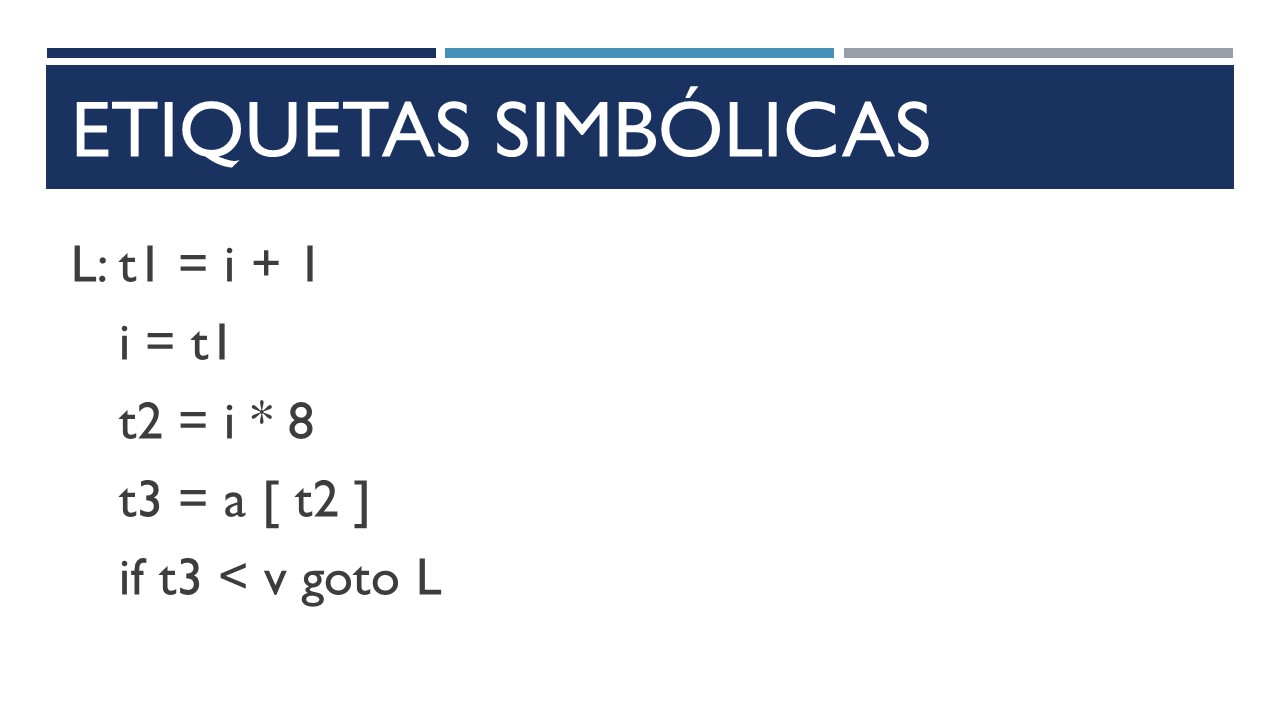 ETIQUETAS SIMBÓLICAS
L: t1 = i + 1
i = t1
t2 = i * 8
t3 = a [ t2 ]
if t3 < v goto L